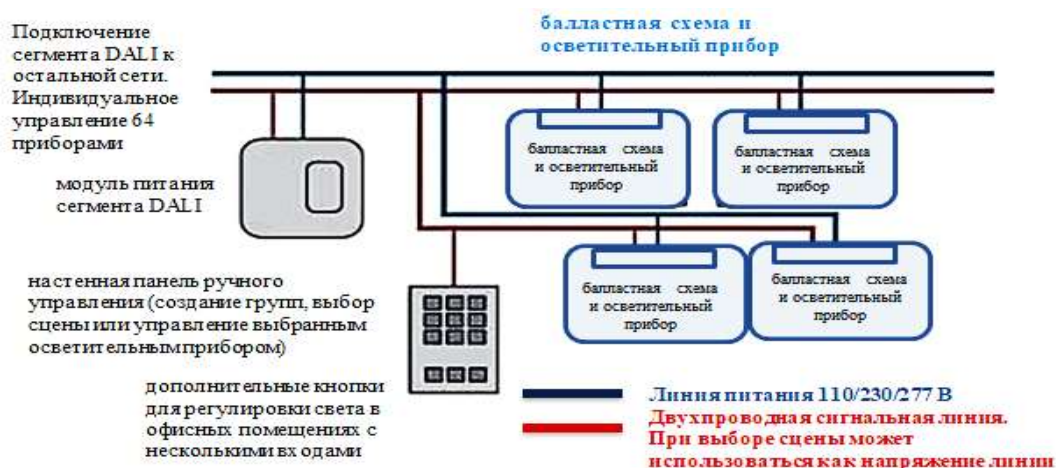 Подключение
сегмента DALI к
остальной сети.
Индивидуальное
управление 64
приборами
балластная схема и
осветительный прибор
модуль питания
сегмента DALI
балластная схема
и осветительный
прибор
балластная схема
и осветительный
прибор
настенная панель ручного
управления (создание групп, выбор
сцены или управление выбранным
осветительным прибором)
балластная схема
и осветительный
прибор
балластная схема
и осветительный
прибор
дополнительные кнопки
для регулировки света в
офисных помещениях с
несколькими входами
Линия питания 110/230/277 В
Двухпроводная сигнальная линия.
При выборе сцены может
использоваться как напряжение линии